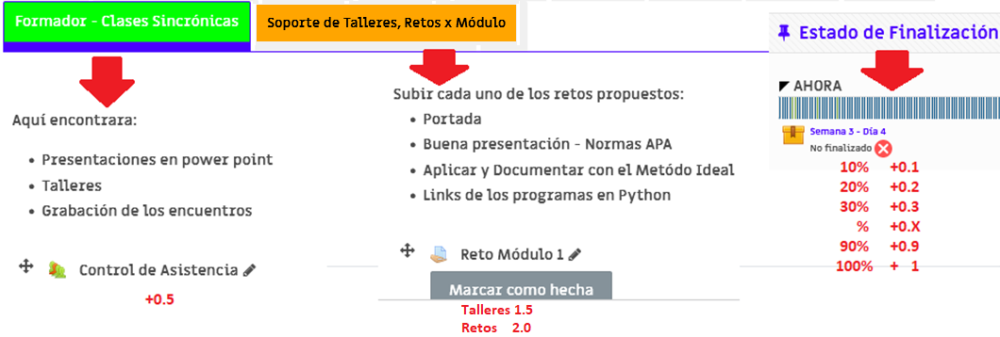 Formador - Clases Sincrónicas
Aquí encontrara:
• Presentaciones en power point
• Talleres
• Grabación de los encuentros
Control de Asistencia
+0.5
Soporte de Talleres, Retos x Módulo
Subir cada uno de los retos propuestos:
• Portada
• Buena presentación - Normas APA
• Aplicar y Documentar con el Metódo Ideal
• Links de los programas en Python
Reto Módulo 1
Marcar como hecha
Talleres 1.5
Retos 2.0
Estado de Finalización
AHORA
Semana 3 - Día 4
No finalizado
10% +0.1
20% +0.2
30% +0.3
% +0.X
90% +0.9
100% + 1